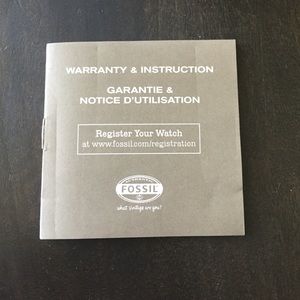 WARRANTY & INSTRUCTION
GARANTIE &
NOTICE D'UTILISATION
Register Your Watch
at www.fossil.com/registration
FOSSIL
what vintage are you?